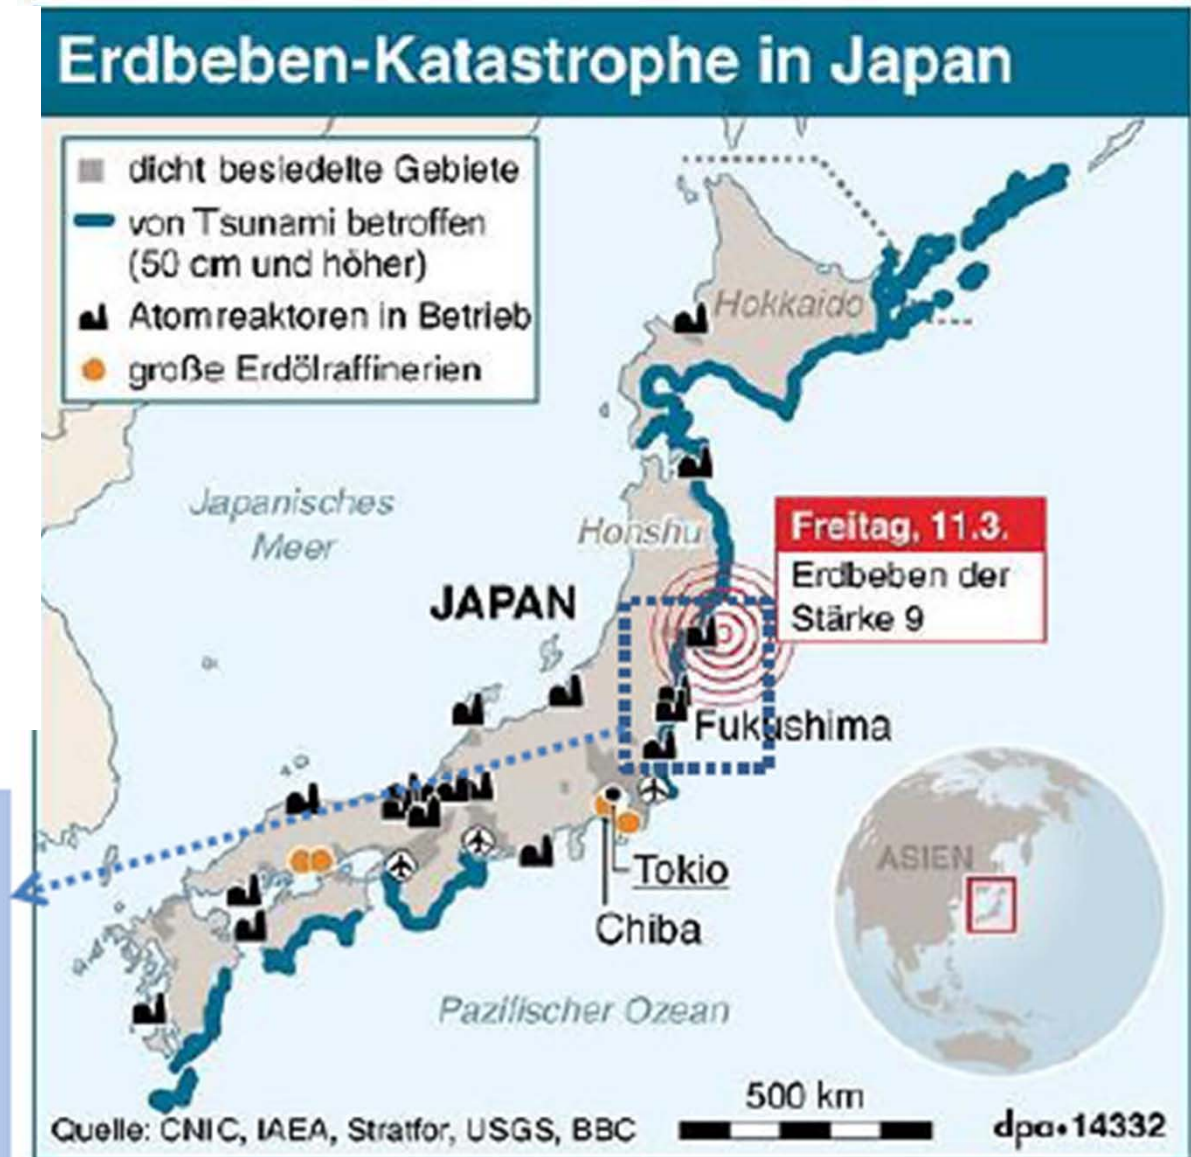 Erdbeben-Katastrophe in Japan
dicht besiedelte Gebiete
von Tsunami betroffen
(50 cm und höher)
Atomreaktoren in Betrieb
große Erdölraffinerien
Hokkaido
Japanisches
Meer
Honshu
Freitag, 11.3.
Erdbeben der
Stärke 9
JAPAN
Fukushima
ASIEN
Tokio
Chiba
Pazifischer Ozean
500 km
Quelle: CNIC, IAEA, Stratfor, USGS, BBC
dpa•14332